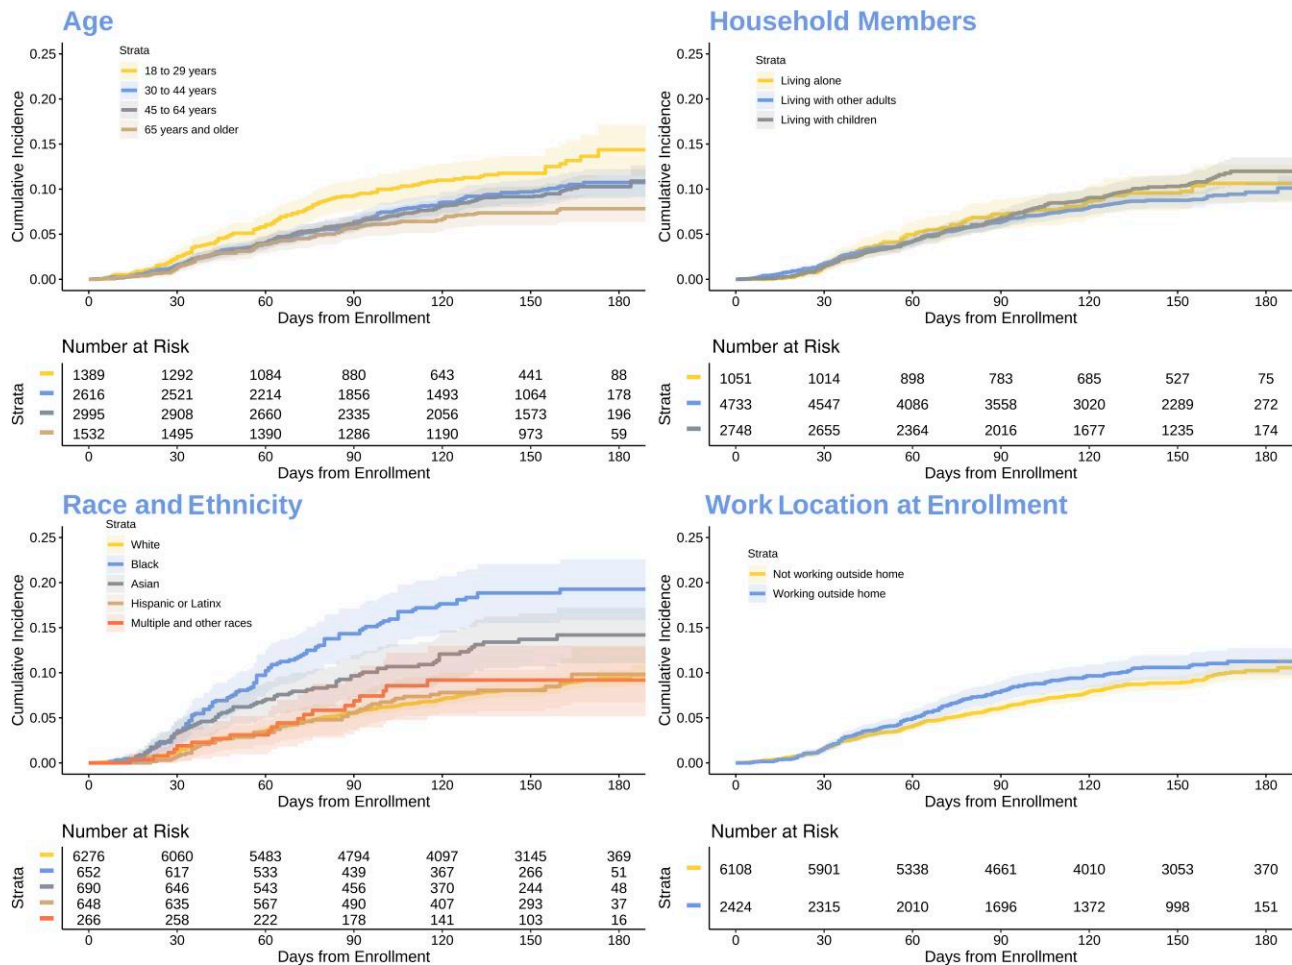 Age
Cumulative Incidence
0.25
0.20
0.15
0.10
0.05
0.00
Strata
18 to 29 years
30 to 44 years
45 to 64 years
65 years and older
0 30 60 90 120 150 180
Days from Enrollment
Number at Risk
Strata
1389 1292 1084 880 643 441 88
2616 2521 2214 1856 1493 1064 178
2995 2908 2660 2335 2056 1573 196
1532 1495 1390 1286 1190 973 59
0 30 60 90 120 150 180
Days from Enrollment
Household Members
Cumulative Incidence
0.25
0.20
0.15
0.10
0.05
0.00
Strata
Living alone
Living with other adults
Living with children
0 30 60 90 120 150 180
Days from Enrollment
Number at Risk
Strata
1051 1014 898 783 685 527 75
4733 4547 4086 3558 3020 2289 272
2748 2655 2364 2016 1677 1235 174
0 30 60 90 120 150 180
Days from Enrollment
Race and Ethnicity
Cumulative Incidence
0.25
0.20
0.15
0.10
0.05
0.00
Strata
White
Black
Asian
Hispanic or Latinx
Multiple and other races
0 30 60 90 120 150 180
Days from Enrollment
Number at Risk
Strata
6276 6060 5483 4794 4097 3145 369
652 617 533 439 367 266 51
690 646 543 456 370 244 48
648 635 567 490 407 293 37
266 258 222 178 141 103 16
0 30 60 90 120 150 180
Days from Enrollment
Work Location at Enrollment
Cumulative Incidence
0.25
0.20
0.15
0.10
0.05
0.00
Strata
Not working outside home
Working outside home
0 30 60 90 120 150 180
Days from Enrollment
Number at Risk
Strata
6108 5901 5338 4661 4010 3053 370
2424 2315 2010 1696 1372 998 151
0 30 60 90 120 150 180
Days from Enrollment